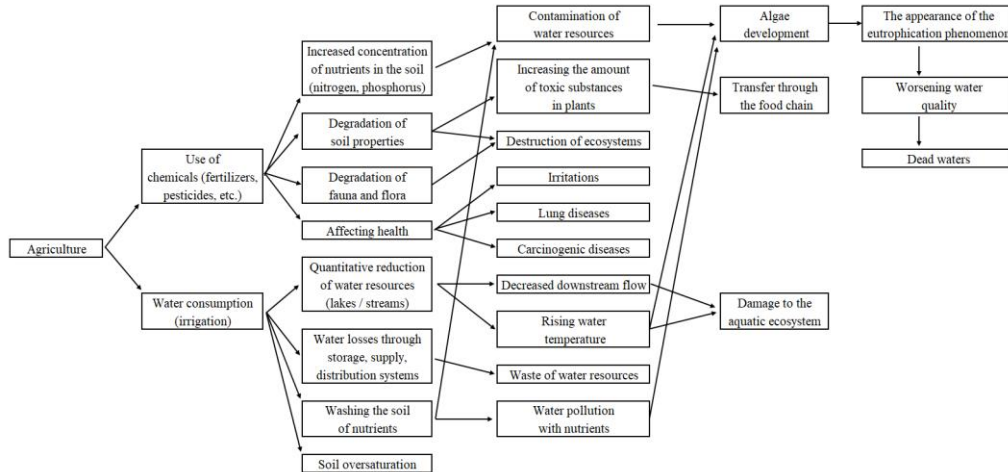 Agriculture
Use of
chemicals (fertilizers,
pesticides, etc.)
Water consumption
(irrigation)
Increased concentration
of nutrients in the soil
(nitrogen, phosphorus)
Degradation of
soil properties
Degradation of
fauna and flora
Affecting health
Quantitative reduction
of water resources
(lakes / streams)
Water losses through
storage, supply,
distribution systems
Washing the soil
of nutrients
Soil oversaturation
Contamination of
water resources
Increasing the amount
of toxic substances
in plants
Destruction of ecosystems
Irritations
Lung diseases
Carcinogenic diseases
Decreased downstream flow
Rising water
temperature
Waste of water resources
Water pollution
with nutrients
Algae
development
Transfer through
the food chain
Damage to the
aquatic ecosystem
The appearance of the
eutrophication phenomenon
Worsening water
quality
Dead waters